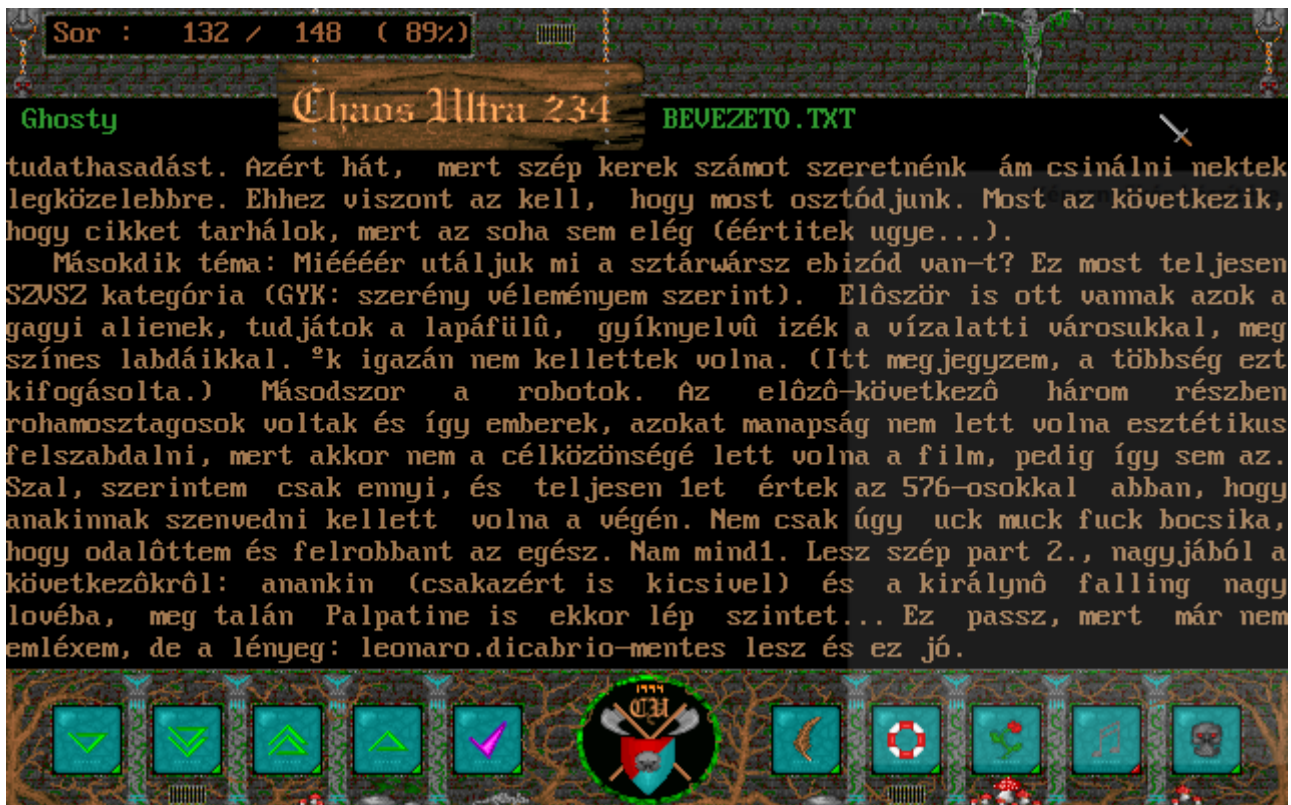 Sor : 132 / 148 ( 89%)
Chaos Ultra 234
Ghosty BEVEZETO.TXT
tudathasadást. Azért hát, mert szép kerek számot szeretnénk ám csinálni nektek
legközelebbre. Ehhez viszont az kell, hogy most osztódjunk. Most az következik,
hogy cikket tarhálok, mert az soha sem elég (éértitek ugye...).
Másokdik téma: Miéééér utáljuk mi a sztárwársz ebizód van-t? Ez most teljesen
SZVSZ kategória (GYK: szerény véleményem szerint). Elôször is ott vannak azok a
gagyi alienek, tudjátok a lapáfülû, gyíknyelvû izék a vízalatti városukkal, meg
színes labdáikkal. ºk igazán nem kellettek volna. (Itt megjegyzem, a többség ezt
kifogásolta.) Másodszor a robotok. Az elôzô-következô három részben
rohamosztagosok voltak és így emberek, azokat manapság nem lett volna esztétikus
felszabdalni, mert akkor nem a célközönségé lett volna a film, pedig így sem az.
Szal, szerintem csak ennyi, és teljesen 1et értek az 576-osokkal abban, hogy
anakinnak szenvedni kellett volna a végén. Nem csak úgy uck muck fuck bocsika,
hogy odalôttem és felrobbant az egész. Nam mind1. Lesz szép part 2., nagyjából a
következôkrôl: anankin (csakazért is kicsivel) és a királynô falling nagy
lovéba, meg talán Palpatine is ekkor lép szintet... Ez passz, mert már nem
emléxem, de a lényeg: leonaro.dicabrio-mentes lesz és ez jó.
1994
CU